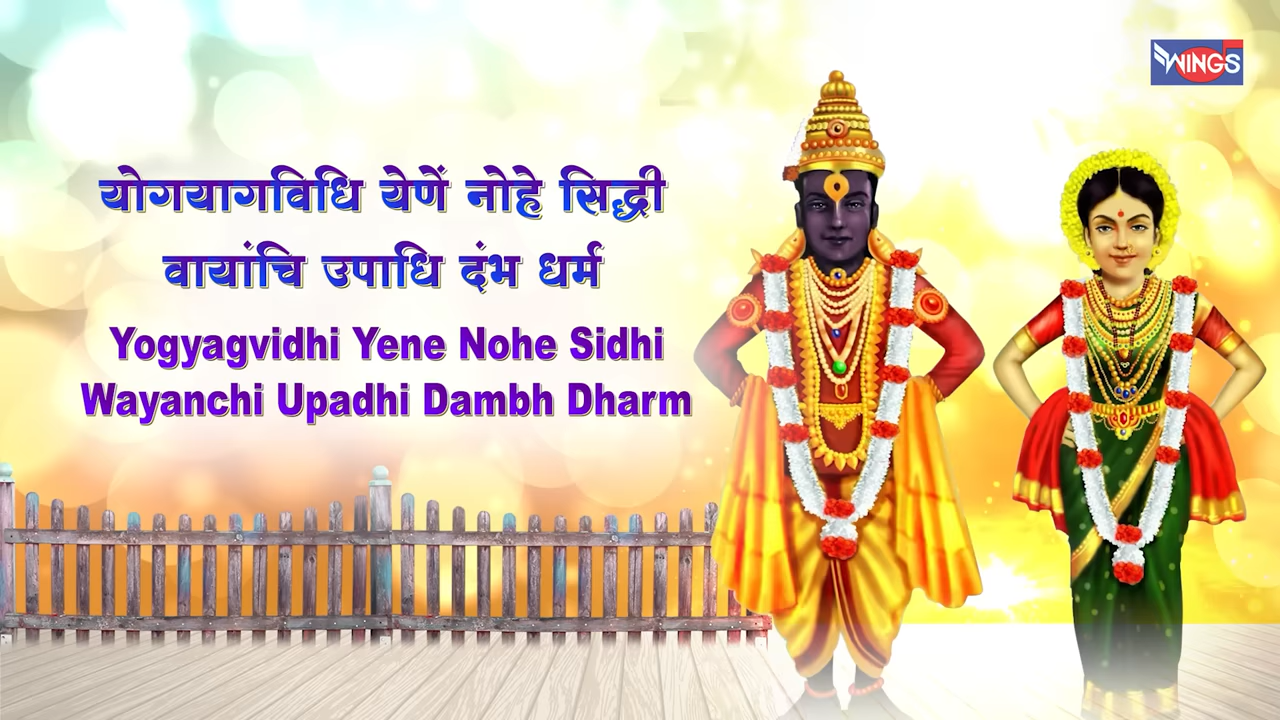 योगयागविधि येणें नोहे सिद्धी
वायांचि उपाधि दंभ धर्म
Yogyagvidhi Yene Nohe Sidhi
Wayanchi Upadhi Dambh Dharm
WINGS